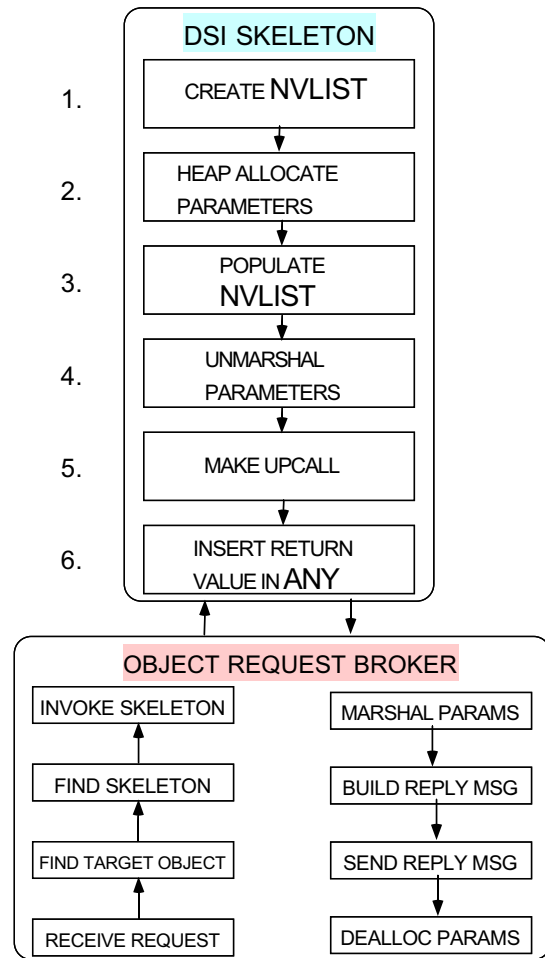 DSI SKELETON
1.
CREATE NVLIST
2.
HEAP ALLOCATE
PARAMETERS
3.
POPULATE
NVLIST
4.
UNMARSHAL
PARAMETERS
5.
MAKE UPCALL
6.
INSERT RETURN
VALUE IN ANY
OBJECT REQUEST BROKER
INVOKE SKELETON
FIND SKELETON
FIND TARGET OBJECT
RECEIVE REQUEST
MARSHAL PARAMS
BUILD REPLY MSG
SEND REPLY MSG
DEALLOC PARAMS